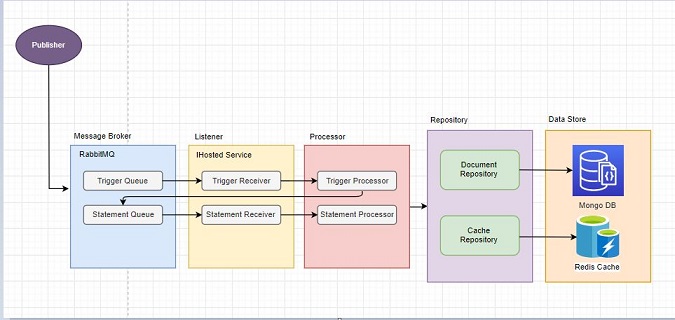 Publisher
Message Broker
Listener
Processor
Repository
Data Store
RabbitMQ
IHosted Service
Trigger Queue
Trigger Receiver
Trigger Processor
Statement Queue
Statement Receiver
Statement Processor
Document
Repository
Cache
Repository
Mongo DB
Redis Cache